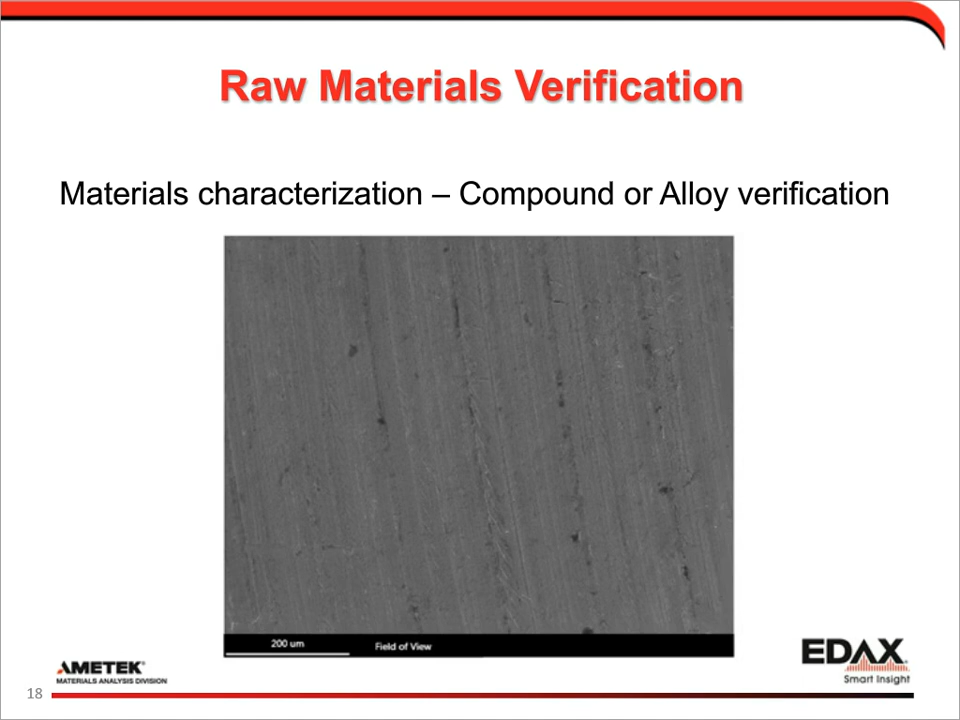 Raw Materials Verification
Materials characterization – Compound or Alloy verification
200 um
Field of View
AMETEK®
MATERIALS ANALYSIS DIVISION
EDAX
Smart Insight
18